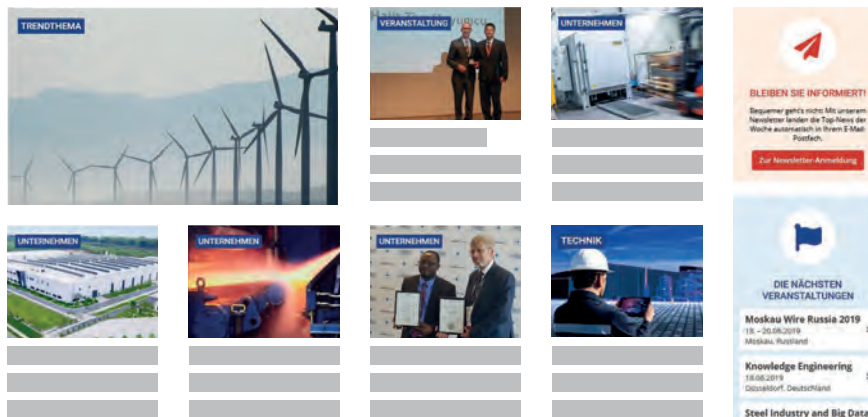 TRENDTHEMA
VERANSTALTUNG
UNTERNEHMEN
UNTERNEHMEN
UNTERNEHMEN
UNTERNEHMEN
TECHNIK
BLEIBEN SIE INFORMIERT!
Bequemer geht's nicht: Mit unserem
Newsletter landen die Top-News der
Woche automatisch in Ihrem E-Mail-
Postfach.
Zur Newsletter-Anmeldung
DIE NÄCHSTEN
VERANSTALTUNGEN
Moskau Wire Russia 2019
18. – 20.06.2019
Moskau, Russland
Knowledge Engineering
18.06.2019
Düsseldorf, Deutschland
Steel Industry and Big Data